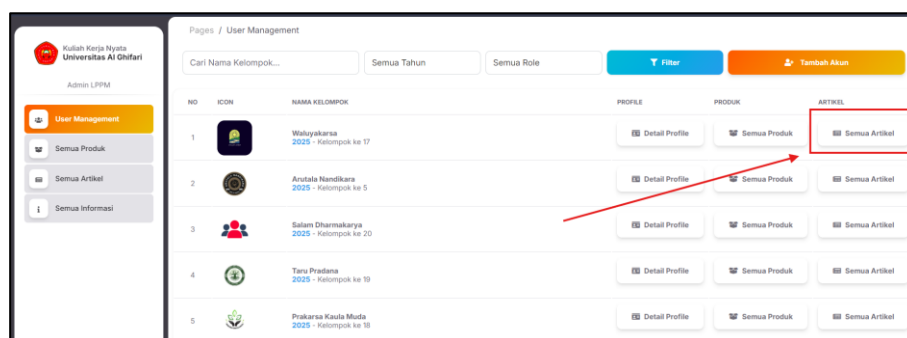 Pages / User Management
Kuliah Kerja Nyata
Universitas Al Ghifari
Admin LPPM
User Management
Semua Produk
Semua Artikel
Semua Informasi
Cari Nama Kelompok...
Semua Tahun
Semua Role
Filter
Tambah Akun
NO ICON NAMA KELOMPOK PROFILE PRODUK ARTIKEL
1 Waluyakarsa Detail Profile Semua Produk Semua Artikel
2025 - Kelompok ke 17
2 Arutala Nandikara Detail Profile Semua Produk Semua Artikel
2025 - Kelompok ke 5
3 Salam Dharmakarya Detail Profile Semua Produk Semua Artikel
2025 - Kelompok ke 20
4 Taru Pradana Detail Profile Semua Produk Semua Artikel
2025 - Kelompok ke 19
5 Prakarsa Kaula Muda Detail Profile Semua Produk Semua Artikel
2025 - Kelompok ke 18